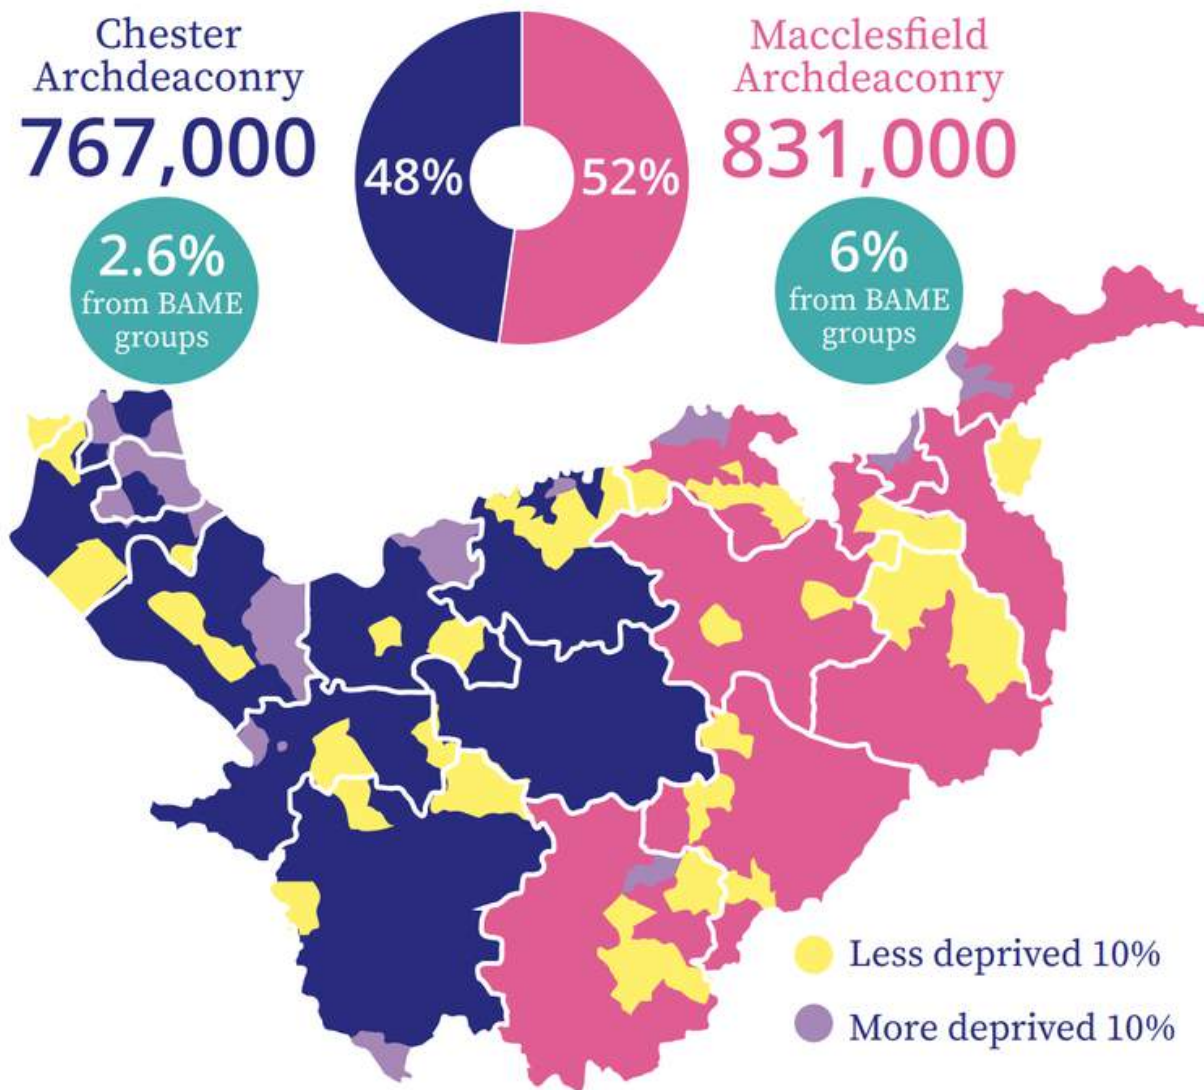 Chester
Archdeaconry
767,000
48%
52%
Macclesfield
Archdeaconry
831,000
2.6%
from BAME
groups
6%
from BAME
groups
Less deprived 10%
More deprived 10%